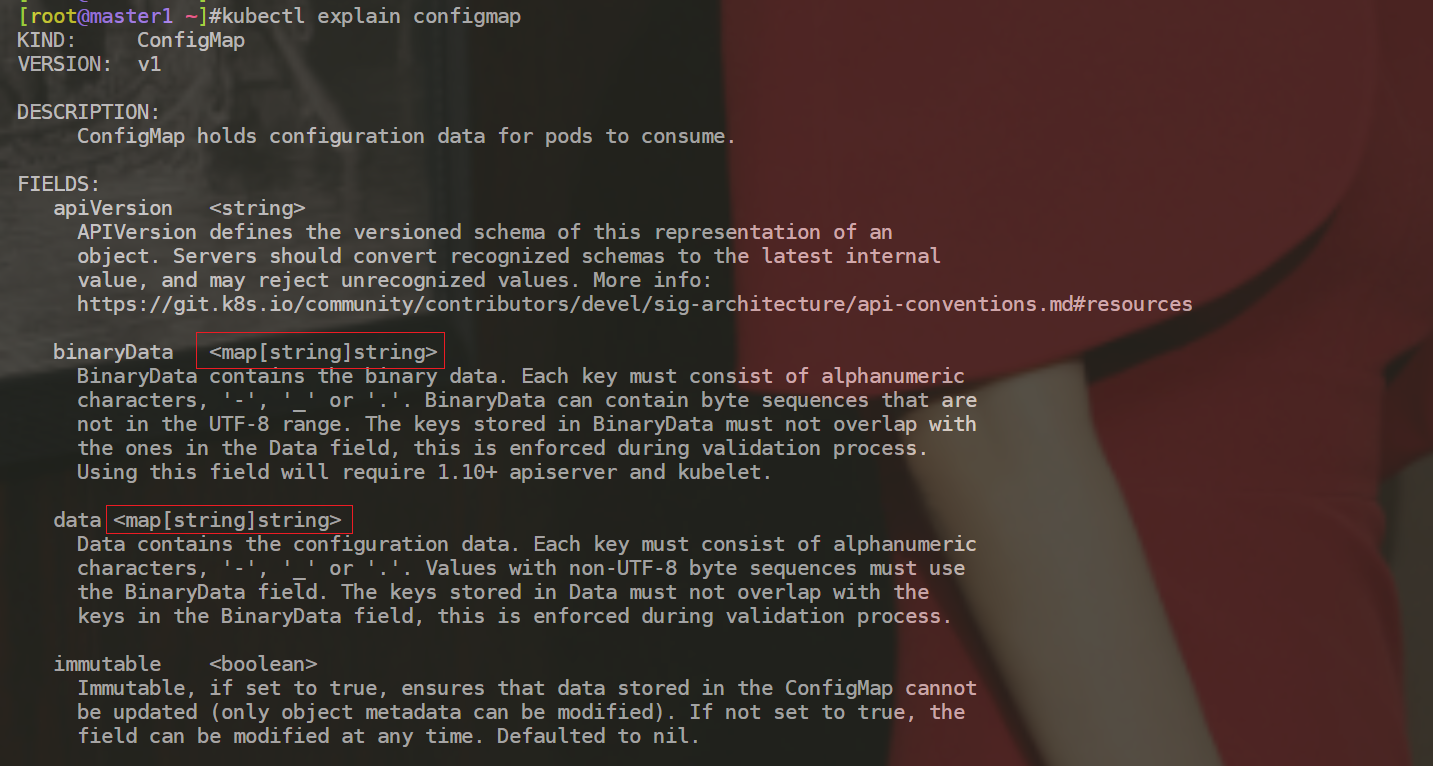 [root@master1 ~]#kubectl explain configmap
KIND:     ConfigMap
VERSION:  v1
DESCRIPTION:
ConfigMap holds configuration data for pods to consume.
FIELDS:
apiVersion   <string>
APIVersion defines the versioned schema of this representation of an
object. Servers should convert recognized schemas to the latest internal
value, and may reject unrecognized values. More info:
https://git.k8s.io/community/contributors/devel/sig-architecture/api-conventions.md#resources
binaryData   <map[string]string>
BinaryData contains the binary data. Each key must consist of alphanumeric
characters, '-', '_' or '.'. BinaryData can contain byte sequences that are
not in the UTF-8 range. The keys stored in BinaryData must not overlap with
the ones in the Data field, this is enforced during validation process.
Using this field will require 1.10+ apiserver and kubelet.
data <map[string]string>
Data contains the configuration data. Each key must consist of alphanumeric
characters, '-', '_' or '.'. Values with non-UTF-8 byte sequences must use
the BinaryData field. The keys stored in Data must not overlap with the
keys in the BinaryData field, this is enforced during validation process.
immutable    <boolean>
Immutable, if set to true, ensures that data stored in the ConfigMap cannot
be updated (only object metadata can be modified). If not set to true, the
field can be modified at any time. Defaulted to nil.